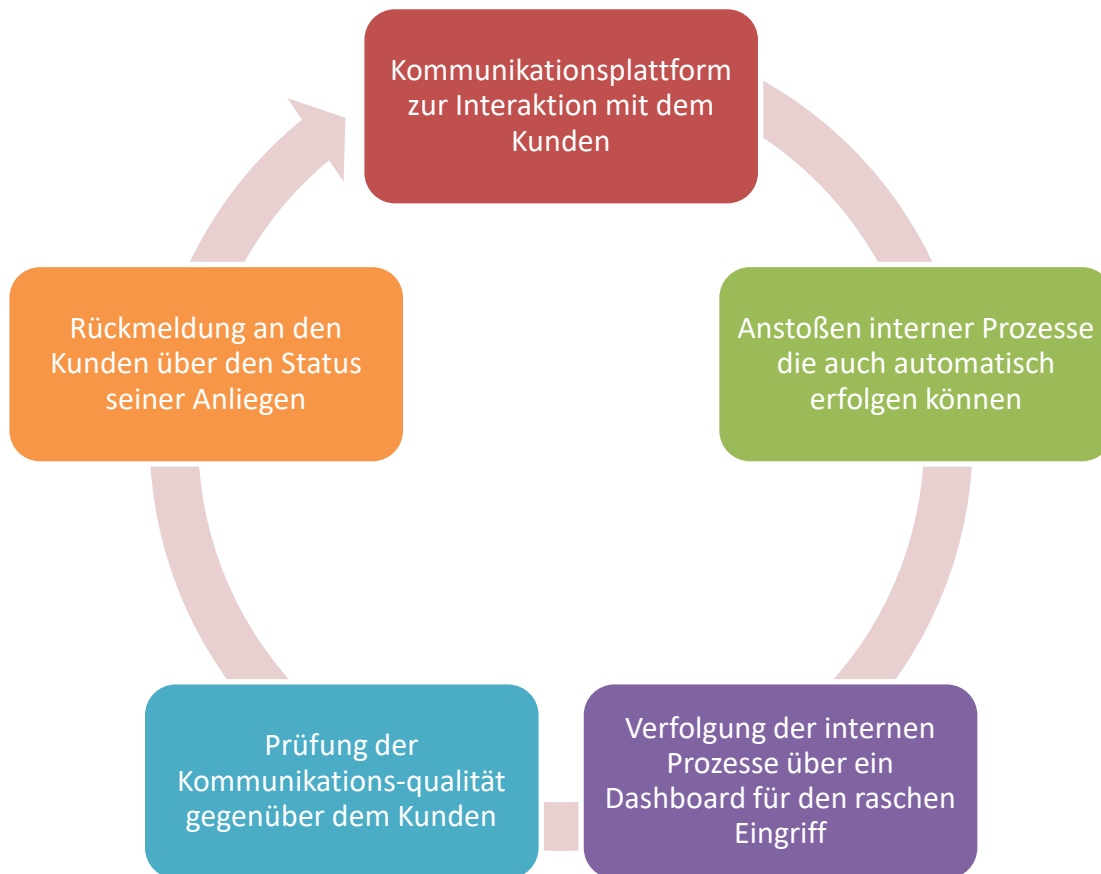 Kommunikationsplattform
zur Interaktion mit dem
Kunden
Anstoßen interner Prozesse
die auch automatisch
erfolgen können
Verfolgung der internen
Prozesse über ein
Dashboard für den raschen
Eingriff
Prüfung der
Kommunikations-qualität
gegenüber dem Kunden
Rückmeldung an den
Kunden über den Status
seiner Anliegen